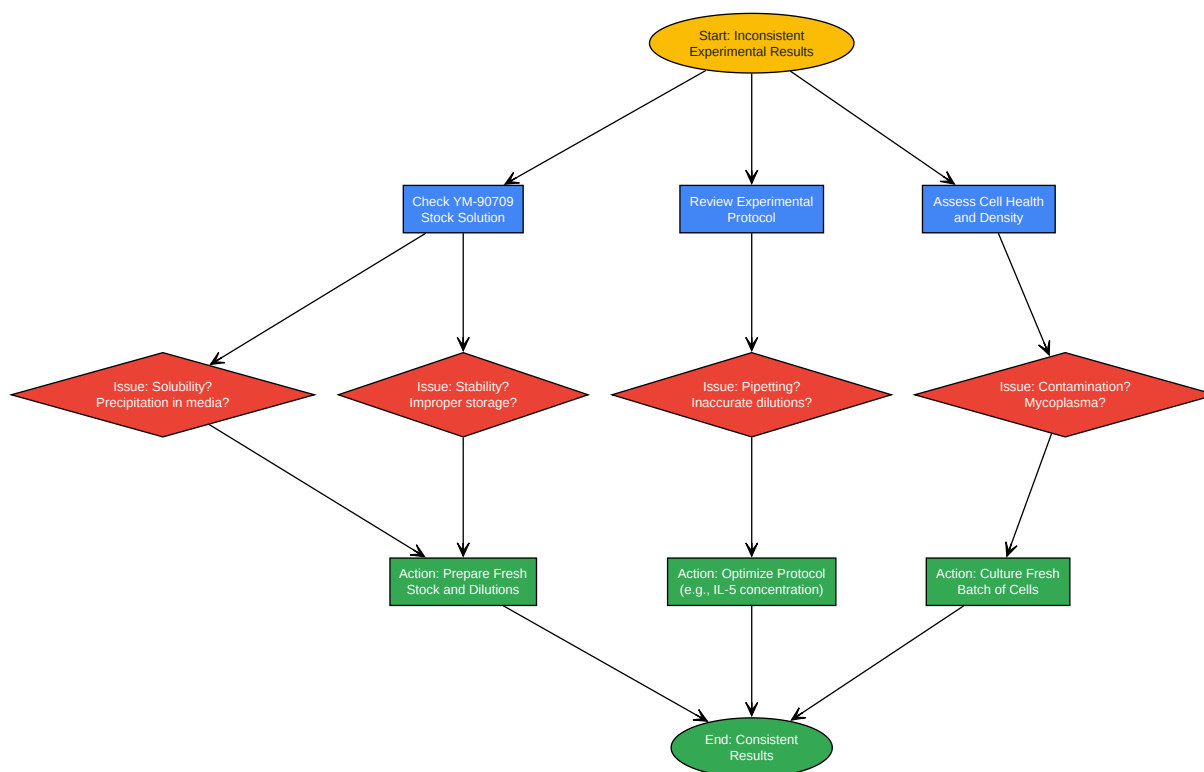 Start: Inconsistent
Experimental Results
Check YM-90709
Stock Solution
Review Experimental
Protocol
Assess Cell Health
and Density
Issue: Solubility?
Precipitation in media?
Issue: Stability?
Improper storage?
Issue: Pipetting?
Inaccurate dilutions?
Issue: Contamination?
Mycoplasma?
Action: Prepare Fresh
Stock and Dilutions
Action: Optimize Protocol
(e.g., IL-5 concentration)
Action: Culture Fresh
Batch of Cells
End: Consistent
Results